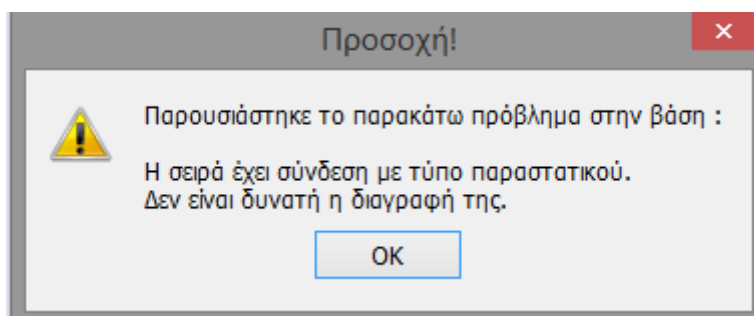 Προσοχή!
Παρουσιάστηκε το παρακάτω πρόβλημα στην βάση :
Η σειρά έχει σύνδεση με τύπο παραστατικού.
Δεν είναι δυνατή η διαγραφή της.
OK